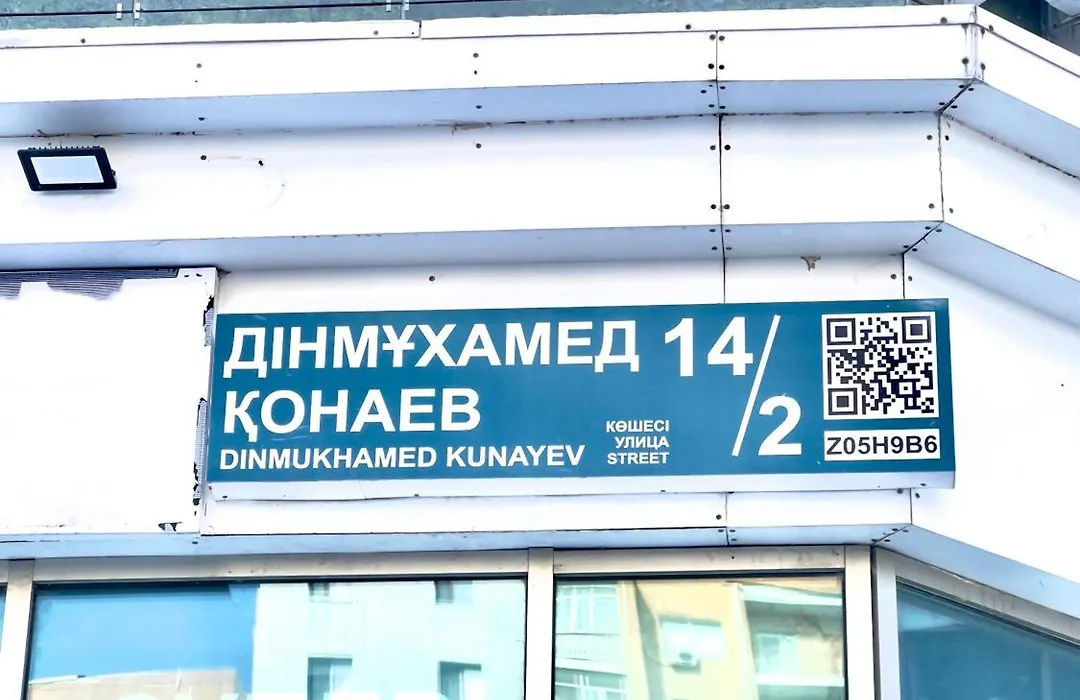 ДІНМҰХАМЕД 14/2
ҚОНАЕВ
DINMUKHAMED KUNAYEV
КӨШЕСІ
УЛИЦА
STREET
Z05H9B6